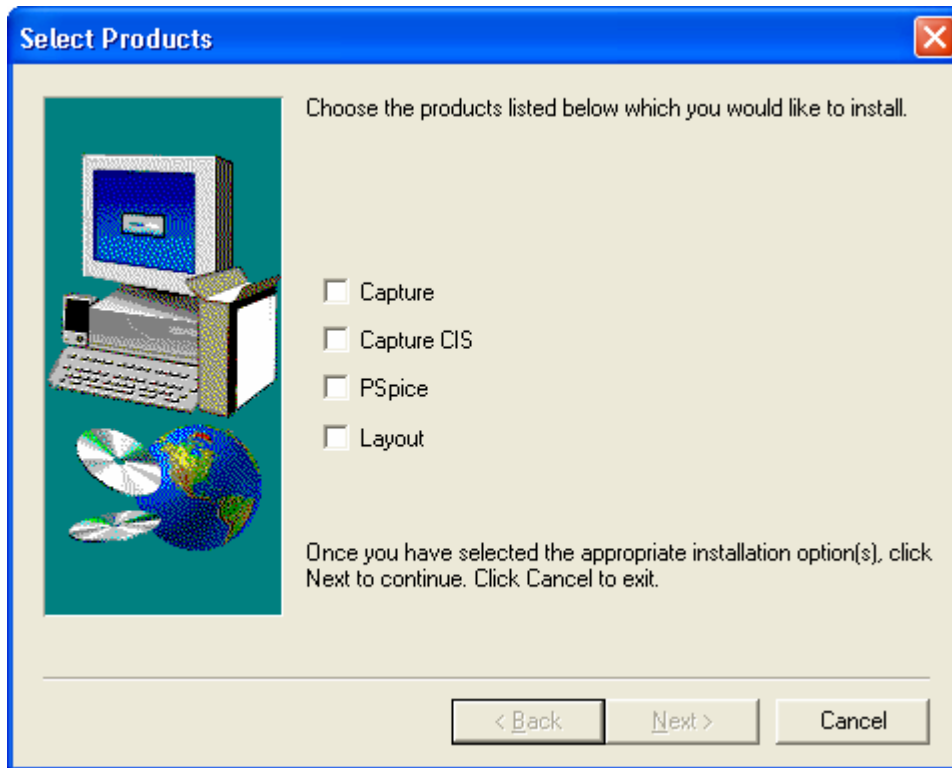 Select Products
Choose the products listed below which you would like to install.
Capture
Capture CIS
PSpice
Layout
Once you have selected the appropriate installation option(s), click
Next to continue. Click Cancel to exit.
< Back
Next >
Cancel